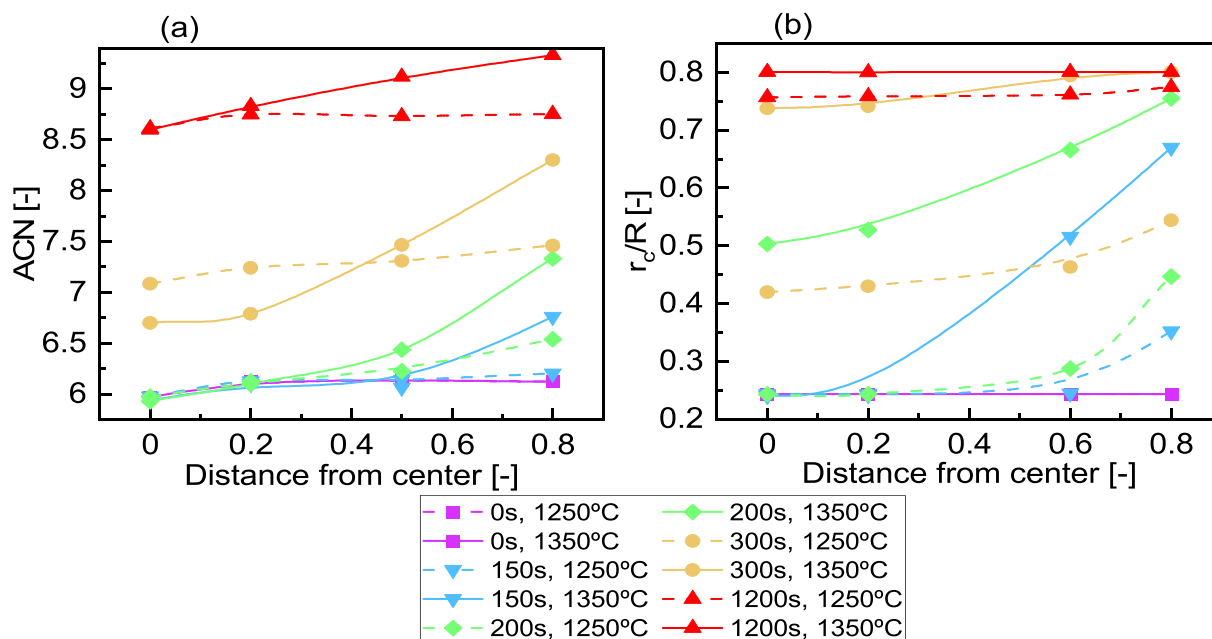 (a)
9
8.5
8
7.5
7
6.5
6
ACN [-]
0 0.2 0.4 0.6 0.8
Distance from center [-]
(b)
0.8
0.7
0.6
0.5
0.4
0.3
0.2
r_c/R [-]
0 0.2 0.4 0.6 0.8
Distance from center [-]
0s, 1250ºC
0s, 1350ºC
150s, 1250ºC
150s, 1350ºC
200s, 1250ºC
200s, 1350ºC
300s, 1250ºC
300s, 1350ºC
1200s, 1250ºC
1200s, 1350ºC